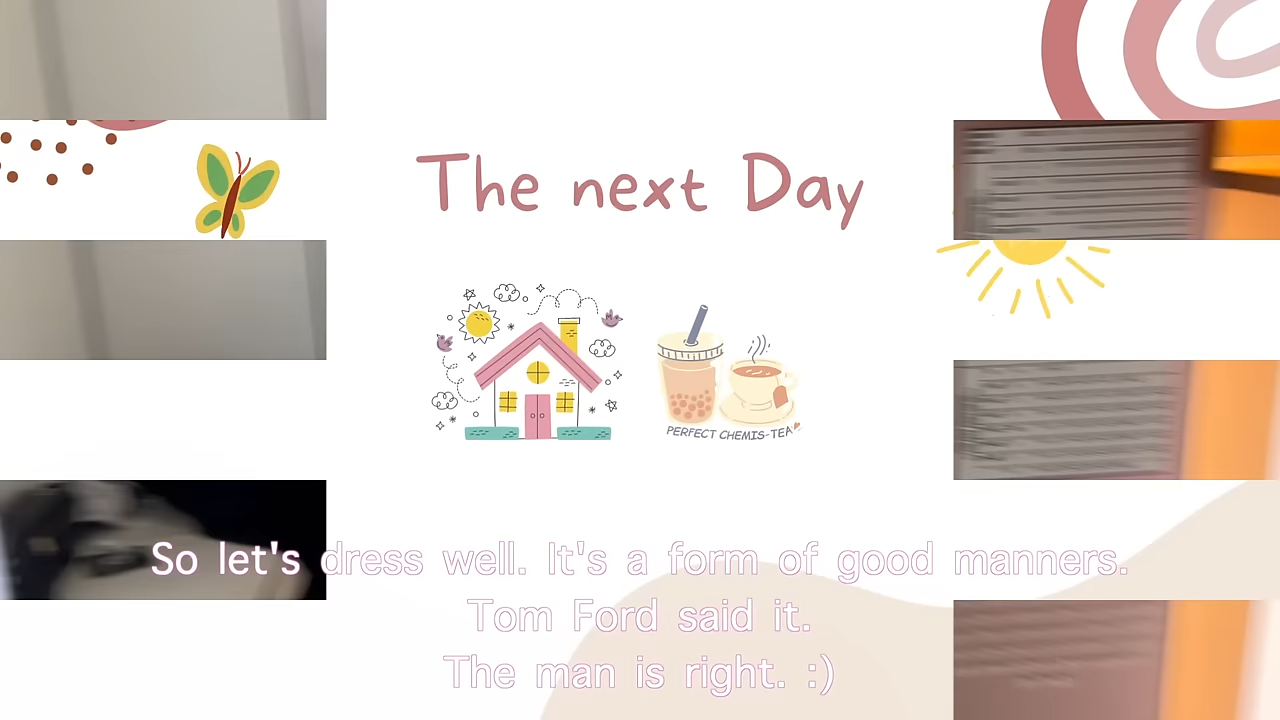 The next Day
PERFECT CHEMIS-TEA
So let's dress well. It's a form of good manners.
Tom Ford said it.
The man is right. :)